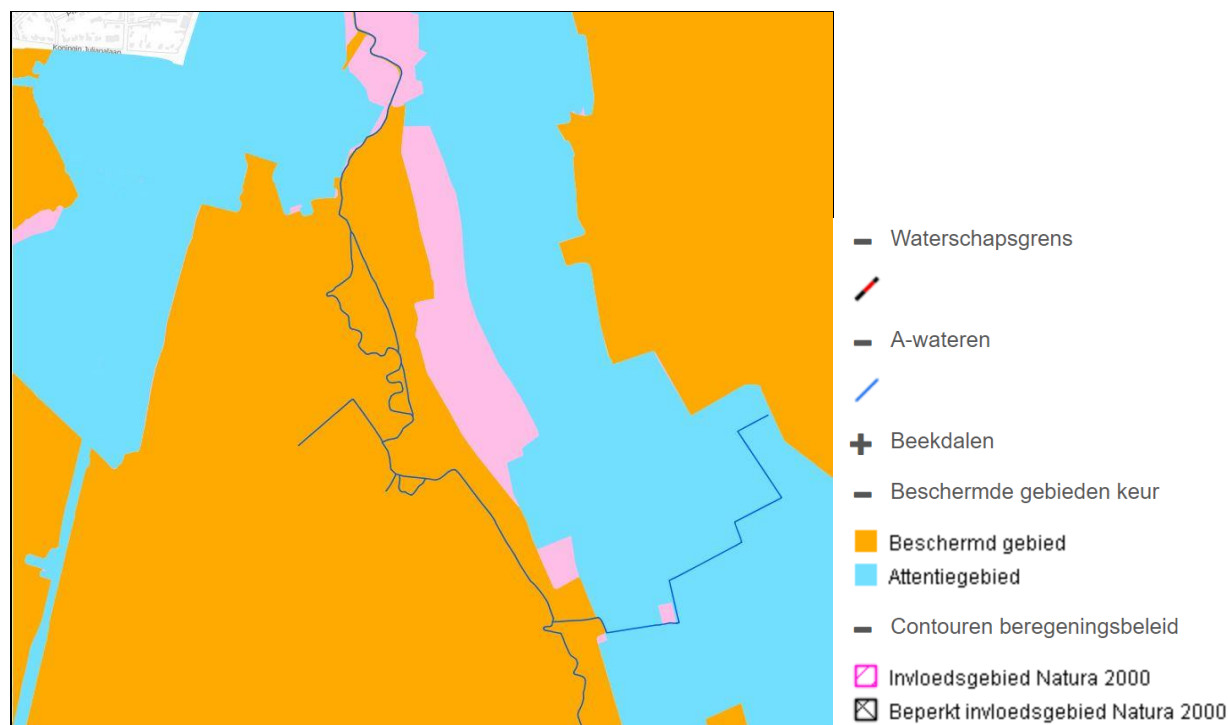 Koningin Julianalaan
Waterschapsgrens
A-wateren
Beekdalen
Beschermde gebieden keur
Beschermd gebied
Attentiegebied
Contouren beregeningsbeleid
Invloedsgebied Natura 2000
Beperkt invloedsgebied Natura 2000